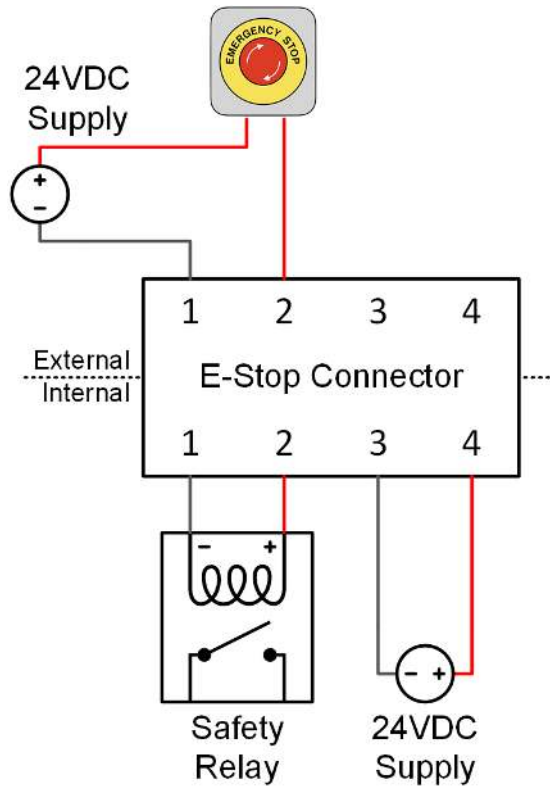 EMERGENCY STOP
24VDC
Supply
+
-
1 2 3 4
External
E-Stop Connector
Internal
1 2 3 4
- +
- +
Safety
Relay
24VDC
Supply